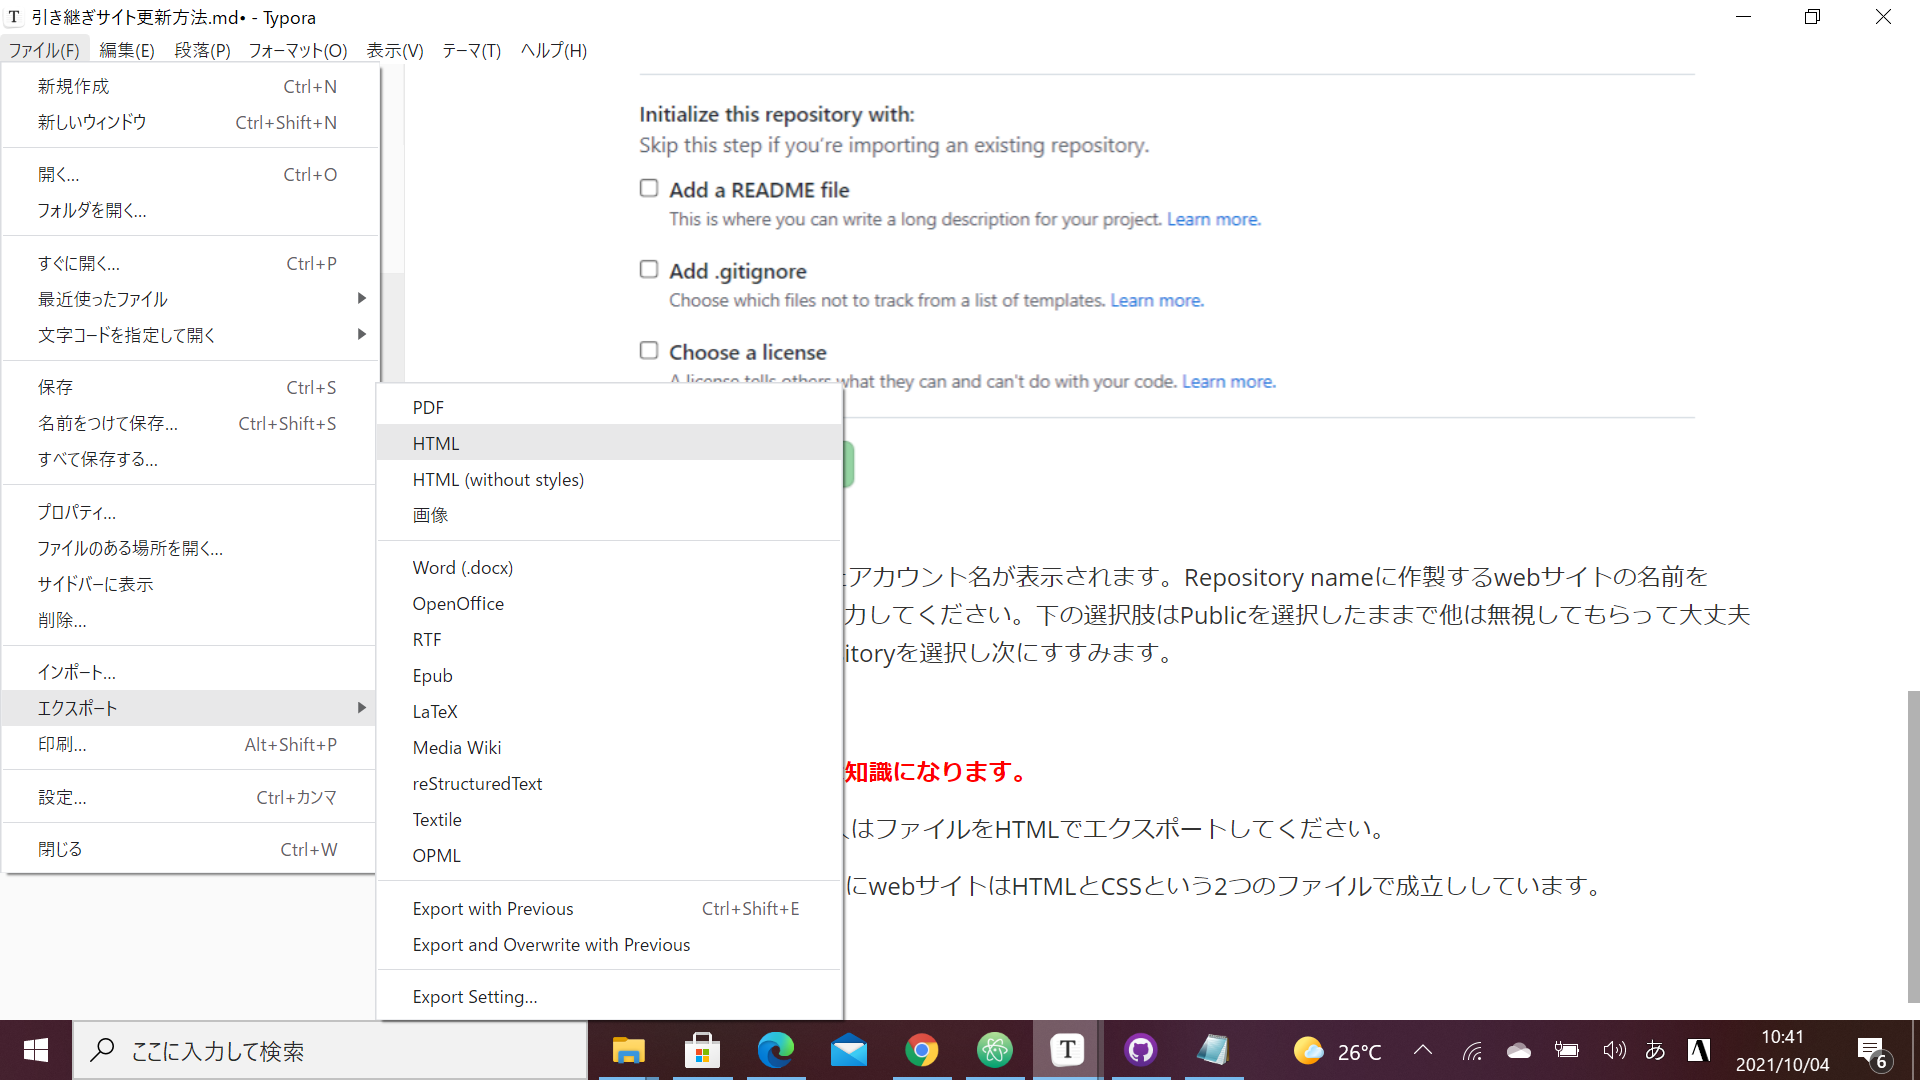 T 引き継ぎサイト更新方法.md• - Typora
ファイル(F) 編集(E) 段落(P) フォーマット(O) 表示(V) テーマ(T) ヘルプ(H)
新規作成 Ctrl+N
新しいウィンドウ Ctrl+Shift+N
開く... Ctrl+O
フォルダを開く...
すぐに開く... Ctrl+P
最近使ったファイル
文字コードを指定して開く
保存 Ctrl+S
名前をつけて保存... Ctrl+Shift+S
すべて保存する...
プロパティ...
ファイルのある場所を開く...
サイドバーに表示
削除...
インポート...
エクスポート
印刷... Alt+Shift+P
設定... Ctrl+カンマ
閉じる Ctrl+W
PDF
HTML
HTML (without styles)
画像
Word (.docx)
OpenOffice
RTF
Epub
LaTeX
Media Wiki
reStructuredText
Textile
OPML
Export with Previous Ctrl+Shift+E
Export and Overwrite with Previous
Export Setting...
Initialize this repository with:
Skip this step if you're importing an existing repository.
Add a README file
This is where you can write a long description for your project. Learn more.
Add .gitignore
Choose which files not to track from a list of templates. Learn more.
Choose a license
A license tells others what they can and can't do with your code. Learn more.
アカウント名が表示されます。Repository nameに作製するwebサイトの名前を
力してください。下の選択肢はPublicを選択したままで他は無視してもらって大丈夫
itoryを選択し次にすすみます。
知識になります。
はファイルをHTMLでエクスポートしてください。
にwebサイトはHTMLとCSSという2つのファイルで成立ししています。
ここに入力して検索
T
26°C
あ
A
10:41
2021/10/04
6